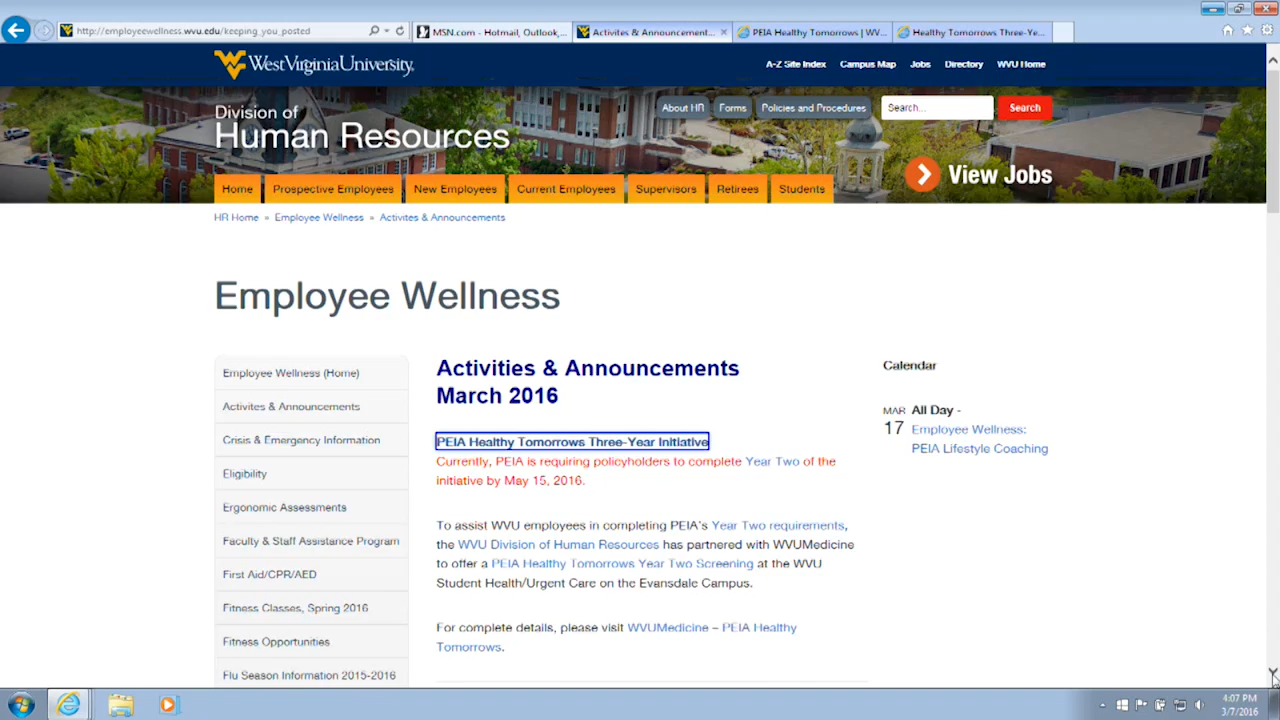 http://employeewellness.wvu.edu/keeping_you_posted
MSN.com - Hotmail, Outlook,...
Activites & Announcement...
PEIA Healthy Tomorrows | WV...
Healthy Tomorrows Three-Ye...
WestVirginiaUniversity.
A-Z Site Index
Campus Map
Jobs
Directory
WVU Home
Division of
Human Resources
About HR
Forms
Policies and Procedures
Search...
Search
View Jobs
Home
Prospective Employees
New Employees
Current Employees
Supervisors
Retirees
Students
HR Home » Employee Wellness » Activites & Announcements
Employee Wellness
Employee Wellness (Home)
Activites & Announcements
Crisis & Emergency Information
Eligibility
Ergonomic Assessments
Faculty & Staff Assistance Program
First Aid/CPR/AED
Fitness Classes, Spring 2016
Fitness Opportunities
Flu Season Information 2015-2016
Activities & Announcements
March 2016
PEIA Healthy Tomorrows Three-Year Initiative
Currently, PEIA is requiring policyholders to complete Year Two of the
initiative by May 15, 2016.
To assist WVU employees in completing PEIA's Year Two requirements,
the WVU Division of Human Resources has partnered with WVUMedicine
to offer a PEIA Healthy Tomorrows Year Two Screening at the WVU
Student Health/Urgent Care on the Evansdale Campus.
For complete details, please visit WVUMedicine – PEIA Healthy
Tomorrows.
Calendar
MAR
17
All Day -
Employee Wellness:
PEIA Lifestyle Coaching
4:07 PM
3/7/2016